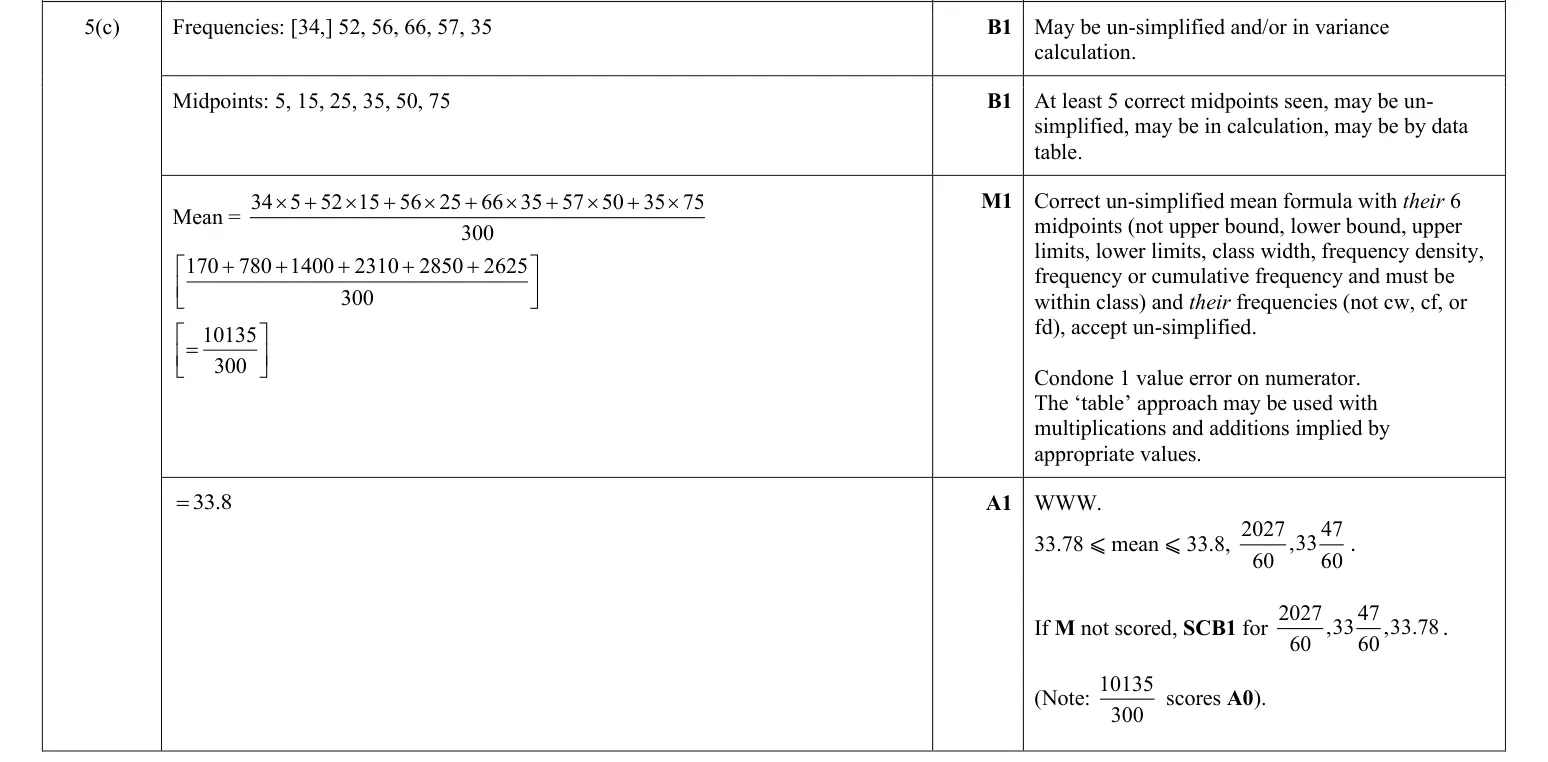 5(c)
Frequencies: [34,] 52, 56, 66, 57, 35
B1
May be un-simplified and/or in variance
calculation.
Midpoints: 5, 15, 25, 35, 50, 75
B1
At least 5 correct midpoints seen, may be un-
simplified, may be in calculation, may be by data
table.
Mean = (34×5+52×15+56×25+66×35+57×50+35×75)/300
[(170+780+1400+2310+2850+2625)/300]
[=10135/300]
M1
Correct un-simplified mean formula with their 6
midpoints (not upper bound, lower bound, upper
limits, lower limits, class width, frequency density,
frequency or cumulative frequency and must be
within class) and their frequencies (not cw, cf, or
fd), accept un-simplified.
Condone 1 value error on numerator.
The ‘table’ approach may be used with
multiplications and additions implied by
appropriate values.
=33.8
A1
WWW.
33.78 ⩽ mean ⩽ 33.8, 2027/60, 33 47/60.
If M not scored, SCB1 for 2027/60, 33 47/60, 33.78.
(Note: 10135/300 scores A0).